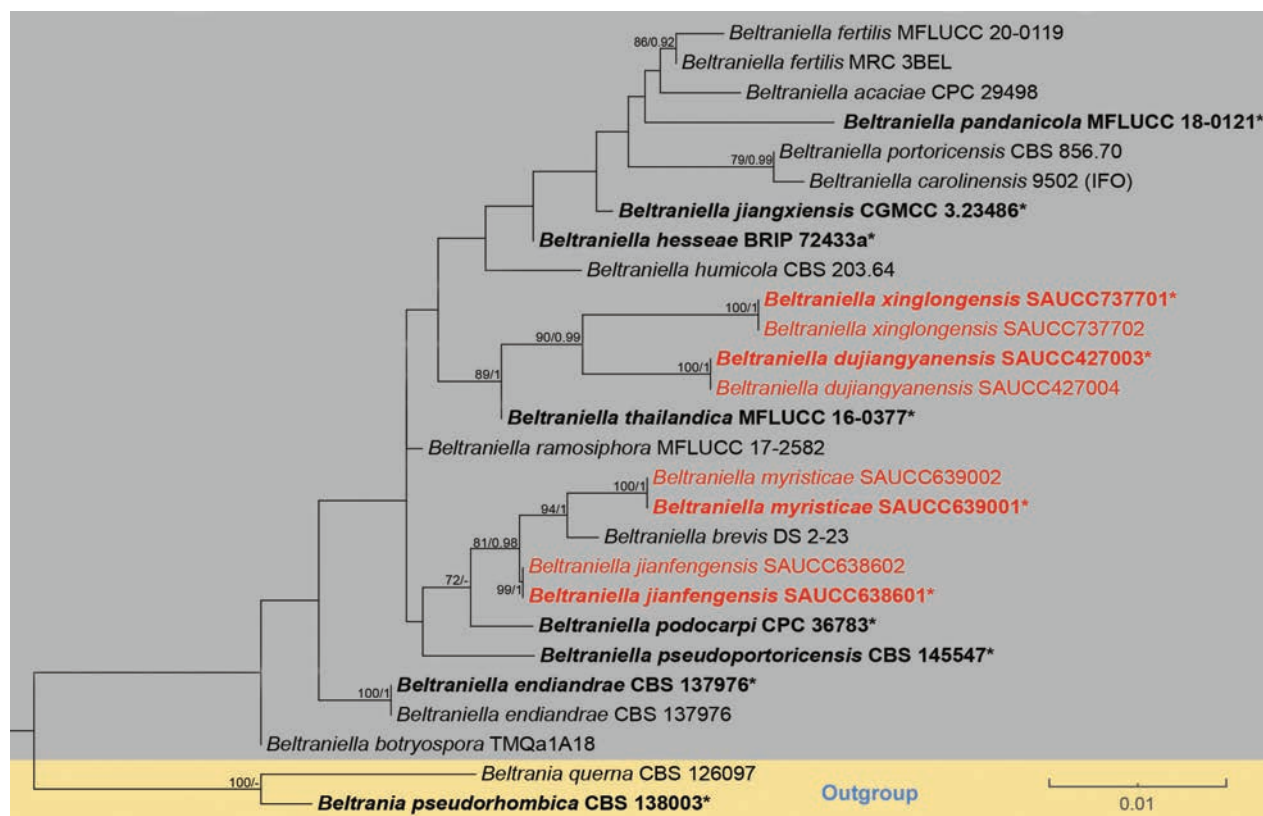 Beltraniella fertilis MFLUCC 20-0119
86/0.92
Beltraniella fertilis MRC 3BEL
Beltraniella acaciae CPC 29498
Beltraniella pandanicola MFLUCC 18-0121*
Beltraniella portoricensis CBS 856.70
79/0.99
Beltraniella carolinensis 9502 (IFO)
Beltraniella jiangxiensis CGMCC 3.23486*
Beltraniella hesseae BRIP 72433a*
Beltraniella humicola CBS 203.64
Beltraniella xinglongensis SAUCC737701*
100/1
Beltraniella xinglongensis SAUCC737702
90/0.99
Beltraniella dujiangyanensis SAUCC427003*
100/1
89/1
Beltraniella dujiangyanensis SAUCC427004
Beltraniella thailandica MFLUCC 16-0377*
Beltraniella ramosiphora MFLUCC 17-2582
Beltraniella myristicae SAUCC639002
100/1
Beltraniella myristicae SAUCC639001*
94/1
Beltraniella brevis DS 2-23
81/0.98
Beltraniella jianfengensis SAUCC638602
72/-
99/1
Beltraniella jianfengensis SAUCC638601*
Beltraniella podocarpi CPC 36783*
Beltraniella pseudoportoricensis CBS 145547*
Beltraniella endiandrae CBS 137976*
100/1
Beltraniella endiandrae CBS 137976
Beltraniella botryospora TMQa1A18
Beltrania querna CBS 126097
100/-
Beltrania pseudorhombica CBS 138003*
Outgroup
0.01